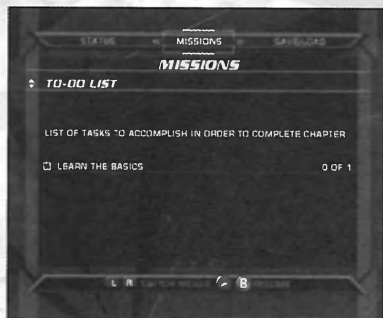 STATUS MISSIONS SAVE/LOAD
MISSIONS
TO-DO LIST
LIST OF TASKS TO ACCOMPLISH IN ORDER TO COMPLETE CHAPTER
LEARN THE BASICS 0 OF 1
L R SWITCH MENUS B RESUME